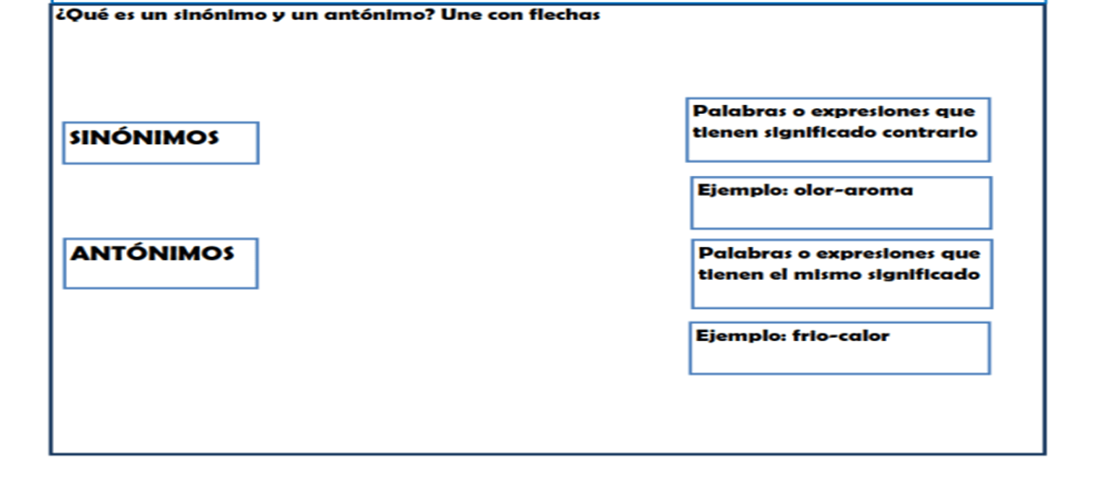 ¿Qué es un sinónimo y un antónimo? Une con flechas
SINÓNIMOS
Palabras o expresiones que
tienen significado contrario
Ejemplo: olor-aroma
ANTÓNIMOS
Palabras o expresiones que
tienen el mismo significado
Ejemplo: frio-calor